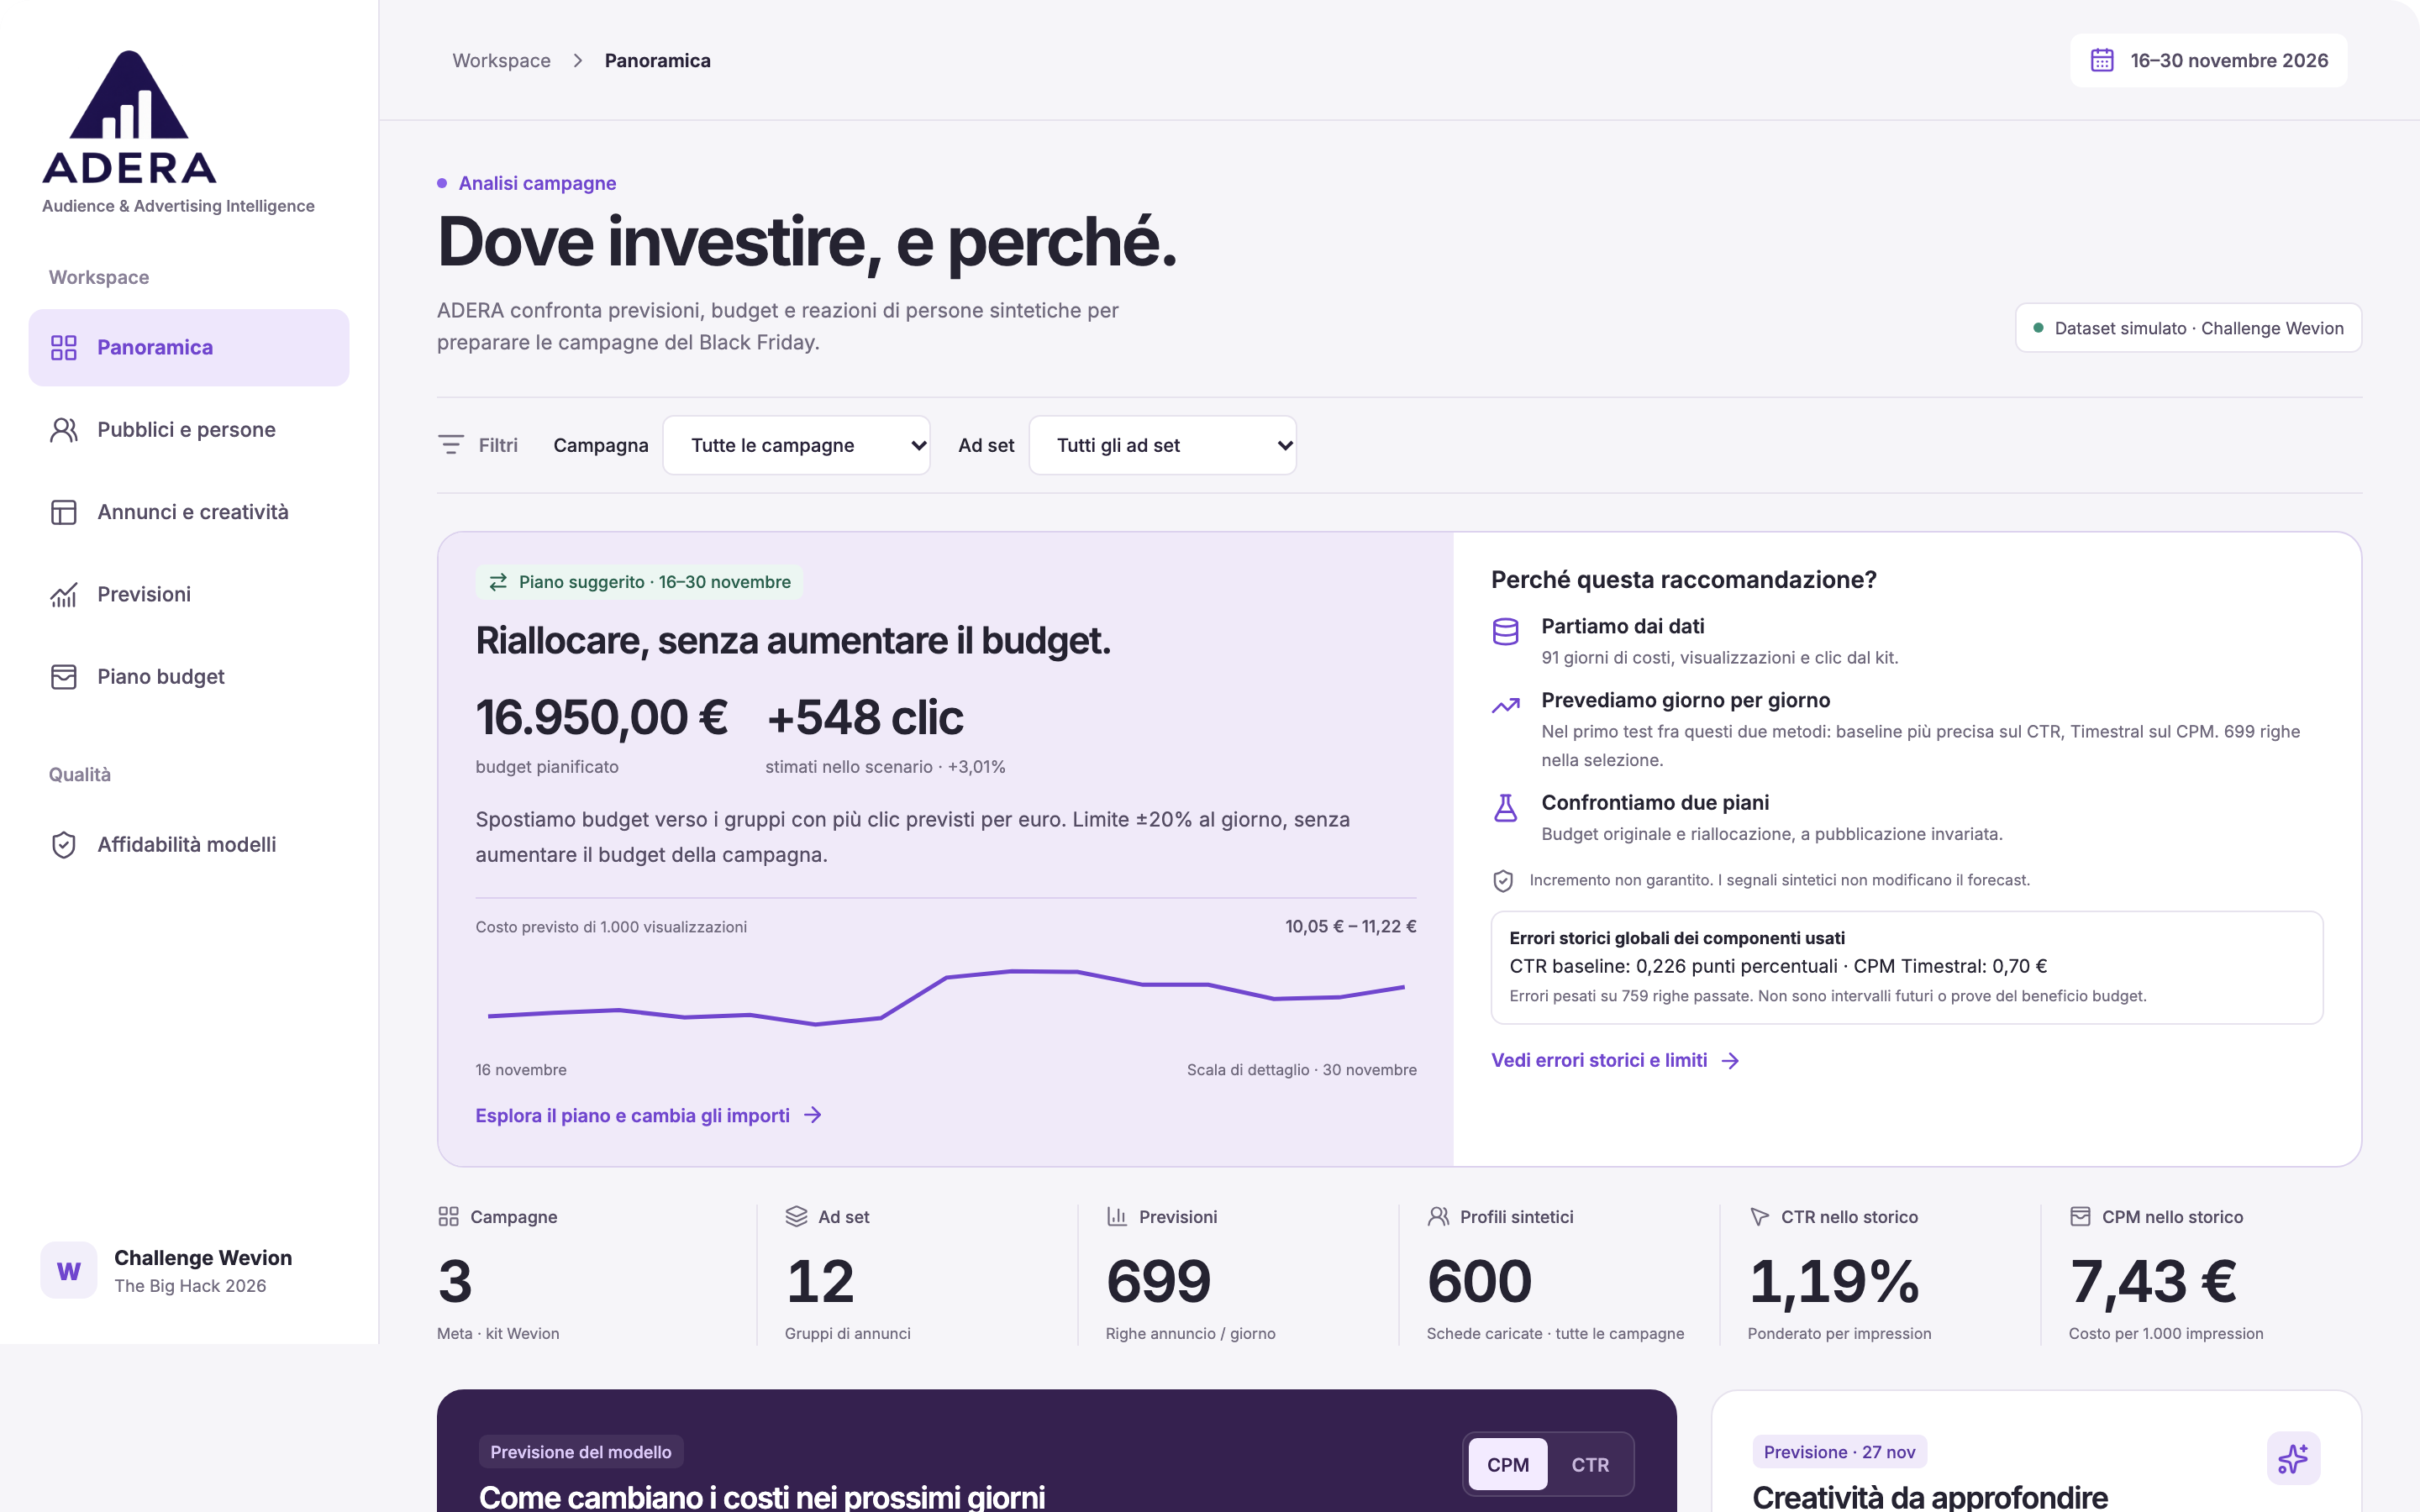 ADERA
Audience & Advertising Intelligence
Workspace
Panoramica
Pubblici e persone
Annunci e creatività
Previsioni
Piano budget
Qualità
Affidabilità modelli
W
Challenge Wevion
The Big Hack 2026
Workspace
Panoramica
16–30 novembre 2026
Analisi campagne
Dove investire, e perché.
ADERA confronta previsioni, budget e reazioni di persone sintetiche per
preparare le campagne del Black Friday.
Dataset simulato · Challenge Wevion
Filtri
Campagna
Tutte le campagne
Ad set
Tutti gli ad set
Piano suggerito · 16–30 novembre
Riallocare, senza aumentare il budget.
16.950,00 €
+548 clic
budget pianificato
stimati nello scenario · +3,01%
Spostiamo budget verso i gruppi con più clic previsti per euro. Limite ±20% al giorno, senza
aumentare il budget della campagna.
Costo previsto di 1.000 visualizzazioni
10,05 € – 11,22 €
16 novembre
Scala di dettaglio · 30 novembre
Esplora il piano e cambia gli importi
Perché questa raccomandazione?
Partiamo dai dati
91 giorni di costi, visualizzazioni e clic dal kit.
Prevediamo giorno per giorno
Nel primo test fra questi due metodi: baseline più precisa sul CTR, Timestral sul CPM. 699 righe
nella selezione.
Confrontiamo due piani
Budget originale e riallocazione, a pubblicazione invariata.
Incremento non garantito. I segnali sintetici non modificano il forecast.
Errori storici globali dei componenti usati
CTR baseline: 0,226 punti percentuali · CPM Timestral: 0,70 €
Errori pesati su 759 righe passate. Non sono intervalli futuri o prove del beneficio budget.
Vedi errori storici e limiti
Campagne
3
Meta · kit Wevion
Ad set
12
Gruppi di annunci
Previsioni
699
Righe annuncio / giorno
Profili sintetici
600
Schede caricate · tutte le campagne
CTR nello storico
1,19%
Ponderato per impression
CPM nello storico
7,43 €
Costo per 1.000 impression
Previsione del modello
Come cambiano i costi nei prossimi giorni
CPM
CTR
Previsione · 27 nov
Creatività da approfondire